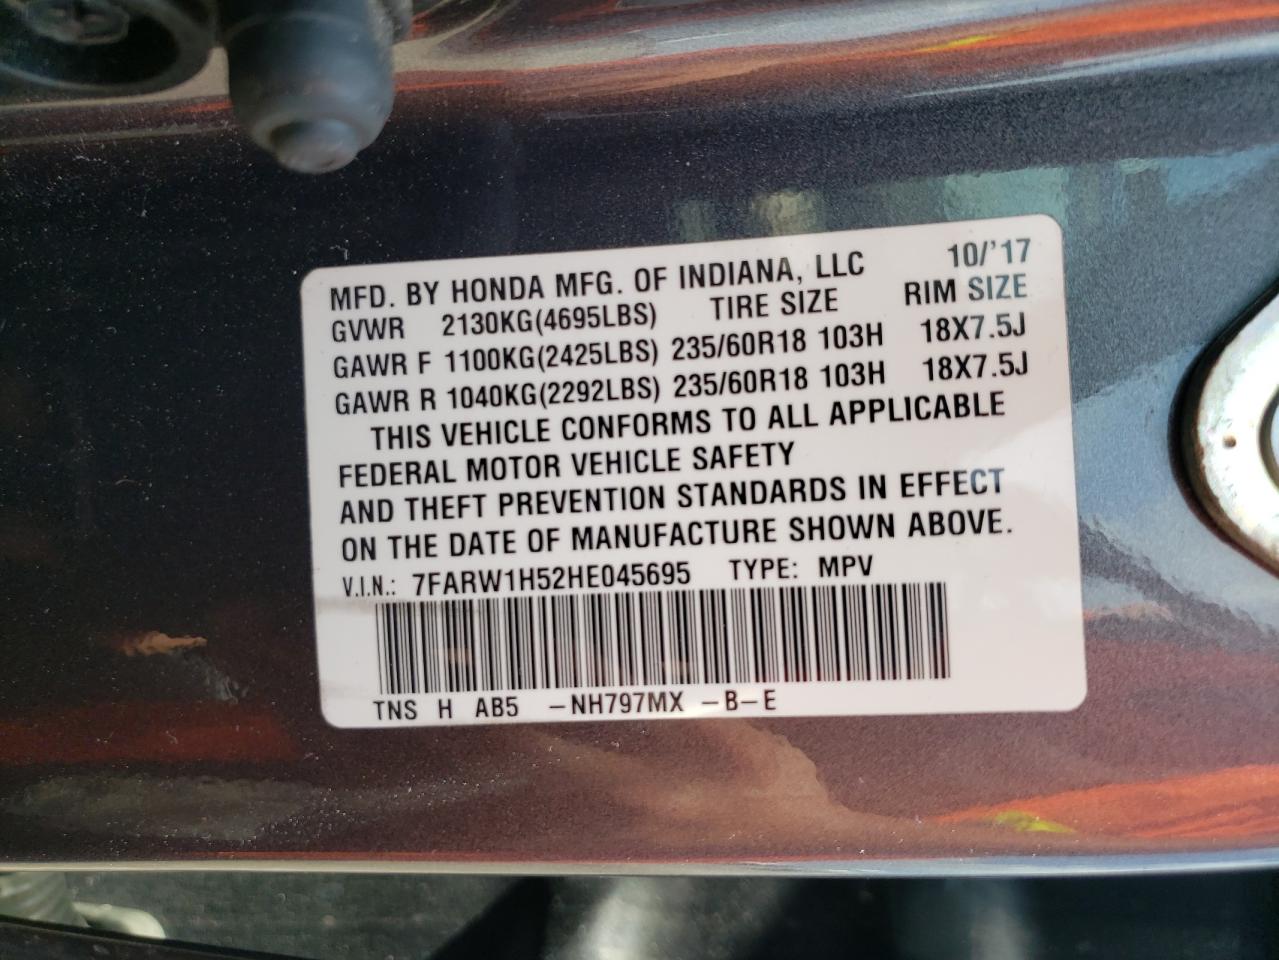 MFD. BY HONDA MFG. OF INDIANA, LLC 10/'17
GVWR 2130KG(4695LBS) TIRE SIZE RIM SIZE
GAWR F 1100KG(2425LBS) 235/60R18 103H 18X7.5J
GAWR R 1040KG(2292LBS) 235/60R18 103H 18X7.5J
THIS VEHICLE CONFORMS TO ALL APPLICABLE
FEDERAL MOTOR VEHICLE SAFETY
AND THEFT PREVENTION STANDARDS IN EFFECT
ON THE DATE OF MANUFACTURE SHOWN ABOVE.
V.I.N.: 7FARW1H52HE045695 TYPE: MPV
TNS H AB5 -NH797MX -B-E